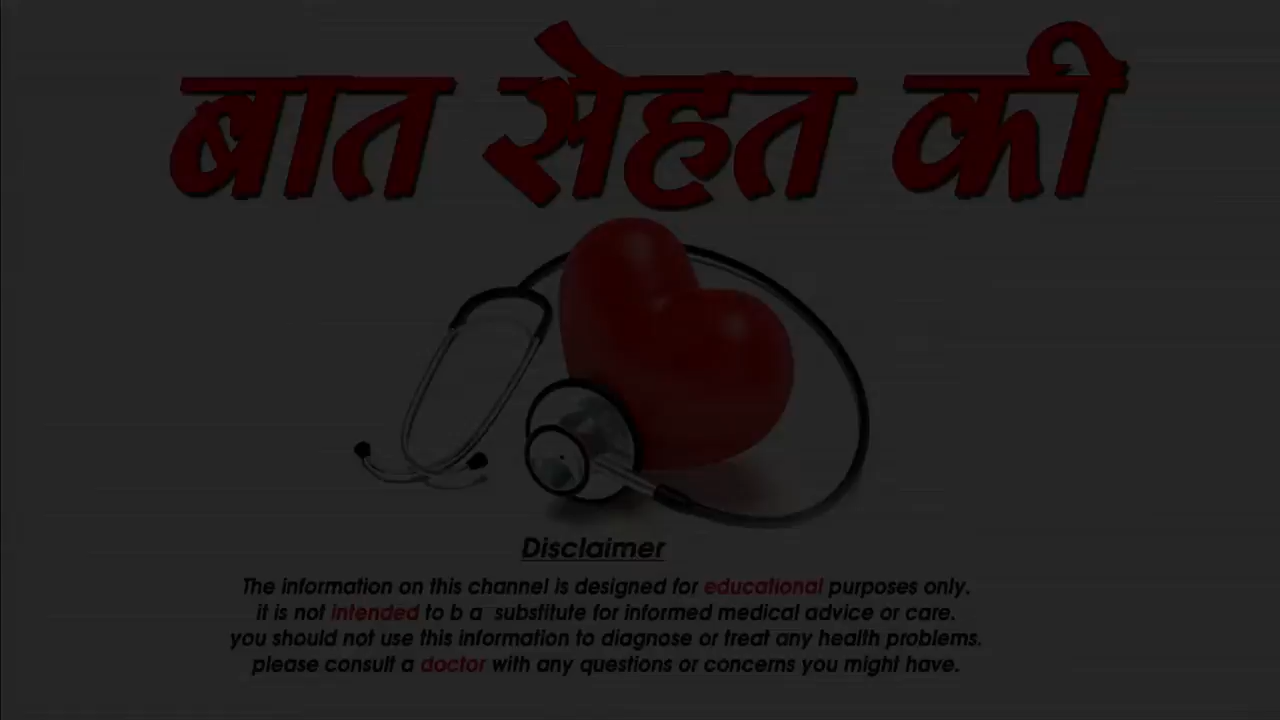 बात सेहत की
Disclaimer
The information on this channel is designed for educational purposes only.
it is not intended to b a substitute for informed medical advice or care.
you should not use this information to diagnose or treat any health problems.
please consult a doctor with any questions or concerns you might have.